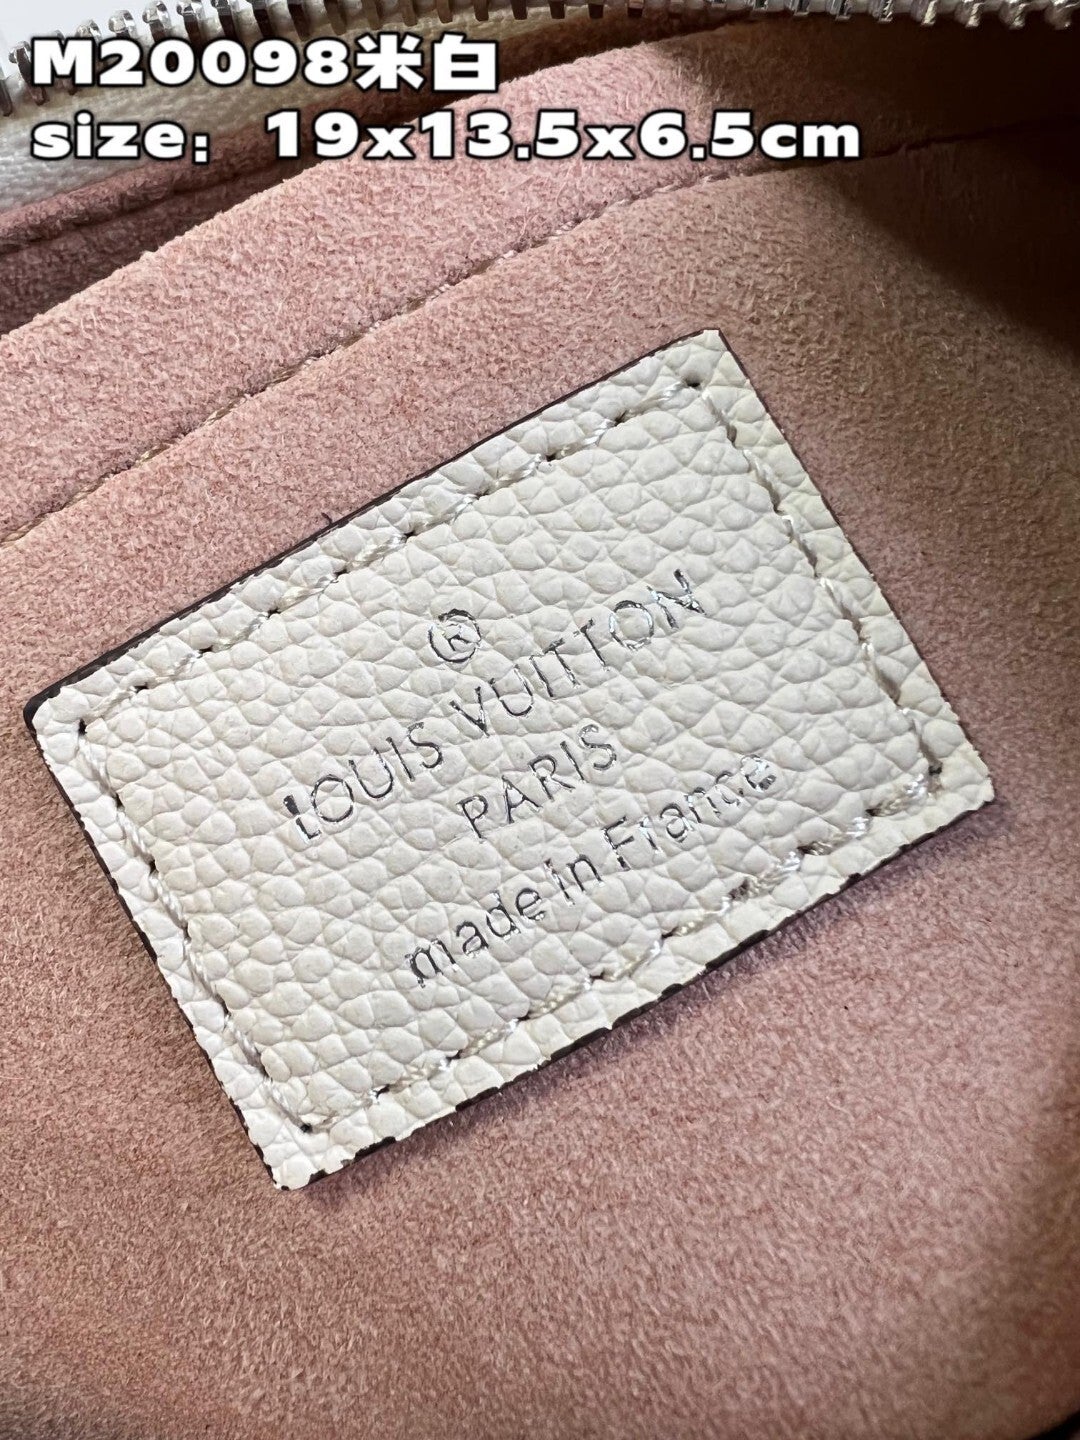 M20098米白
size：19x13.5x6.5cm
®
LOUIS VUITTON
PARIS
made in France